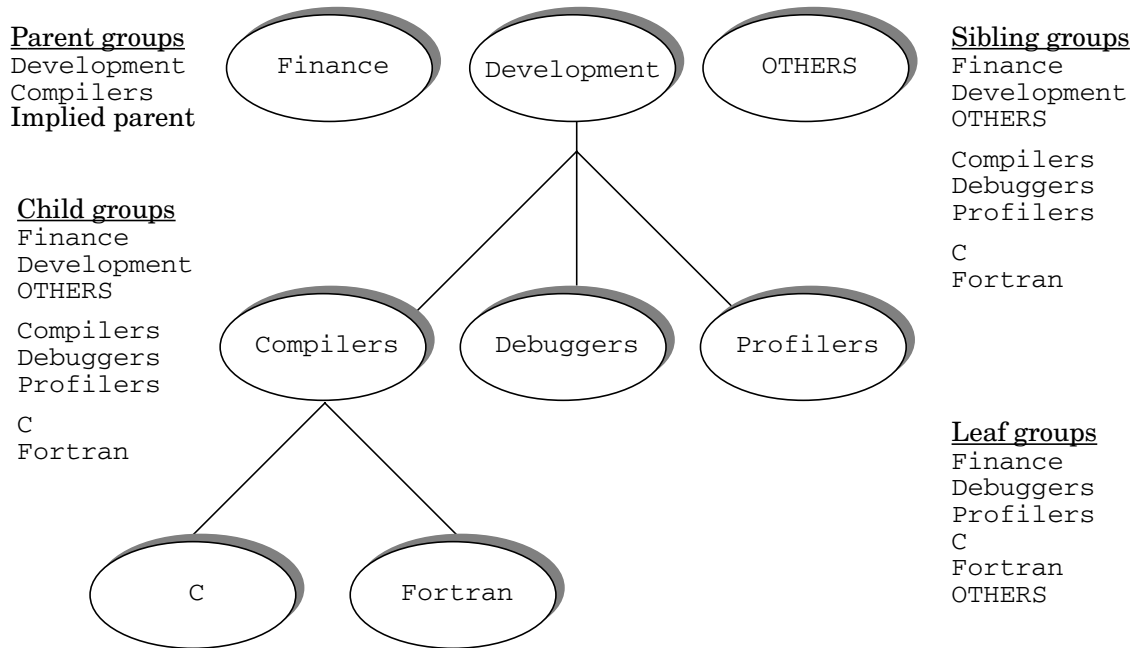 Parent groups
Development
Compilers
Implied parent
Finance
Development
OTHERS
Sibling groups
Finance
Development
OTHERS
Compilers
Debuggers
Profilers
C
Fortran
Child groups
Finance
Development
OTHERS
Compilers
Debuggers
Profilers
C
Fortran
Compilers
Debuggers
Profilers
Leaf groups
Finance
Debuggers
Profilers
C
Fortran
OTHERS
C
Fortran